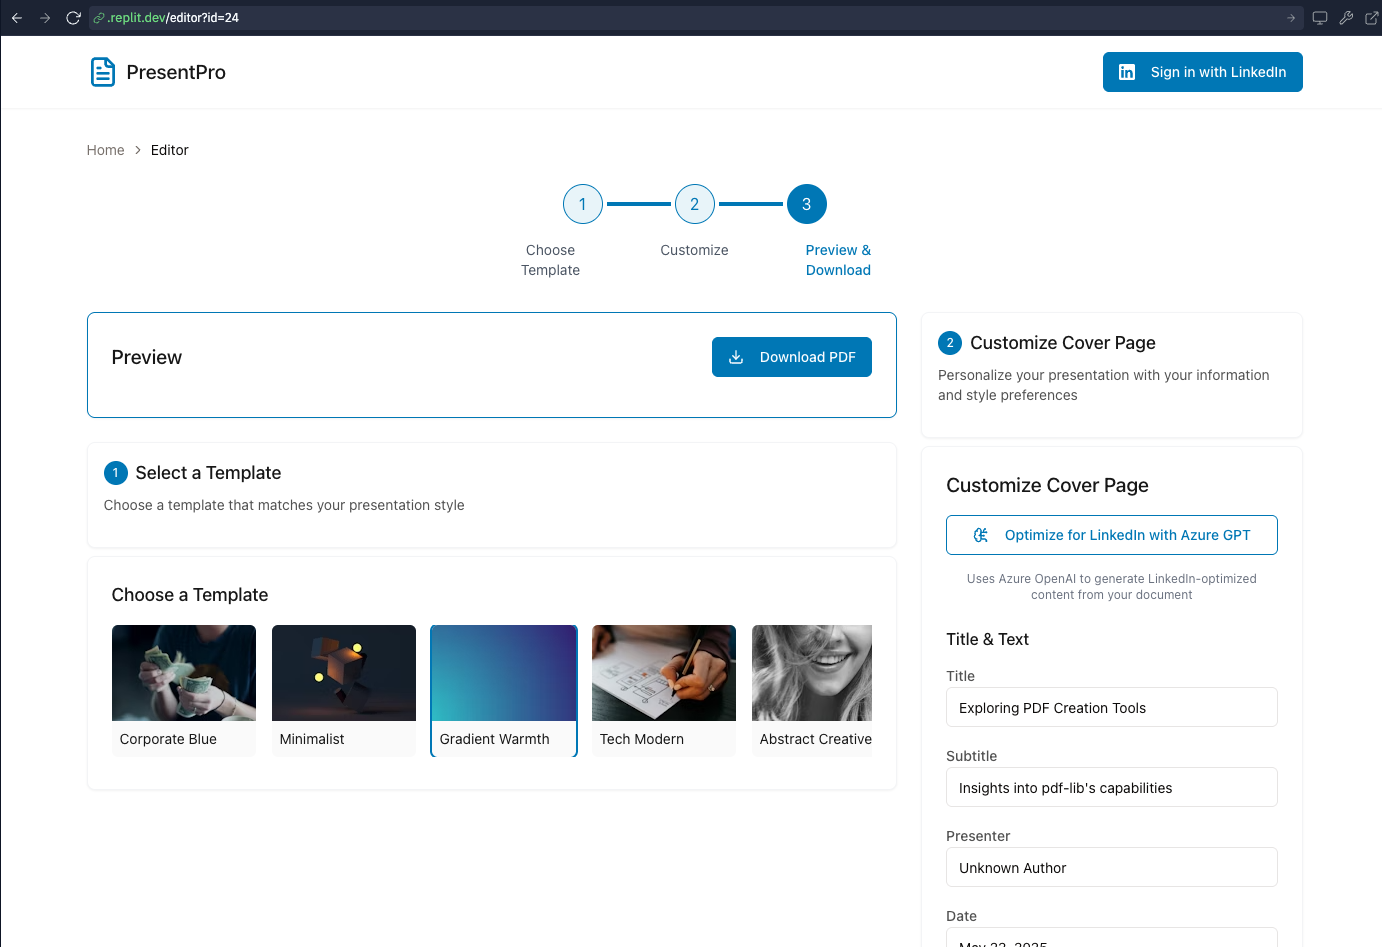 .replit.dev/editor?id=24
PresentPro
Sign in with LinkedIn
Home > Editor
1
2
3
Choose
Template
Customize
Preview &
Download
Preview
Download PDF
1 Select a Template
Choose a template that matches your presentation style
Choose a Template
Corporate Blue
Minimalist
Gradient Warmth
Tech Modern
Abstract Creative
2 Customize Cover Page
Personalize your presentation with your information
and style preferences
Customize Cover Page
Optimize for LinkedIn with Azure GPT
Uses Azure OpenAI to generate LinkedIn-optimized
content from your document
Title & Text
Title
Exploring PDF Creation Tools
Subtitle
Insights into pdf-lib's capabilities
Presenter
Unknown Author
Date
May 22, 2025